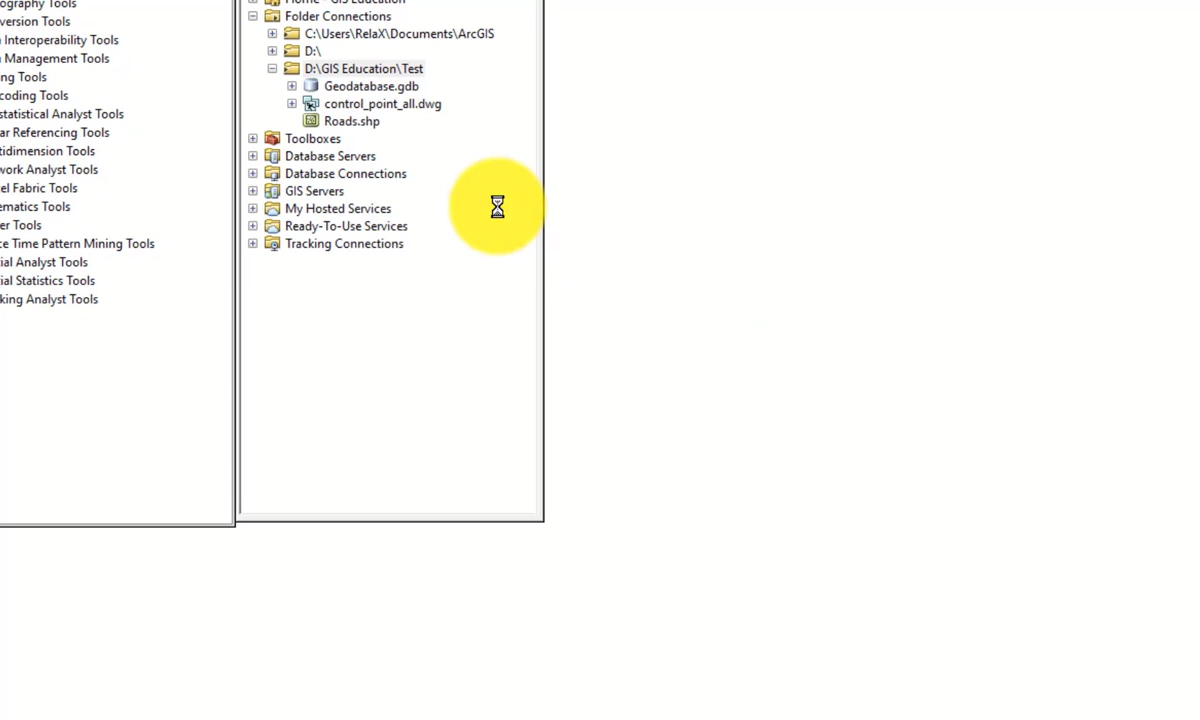 ography Tools
version Tools
Interoperability Tools
Management Tools
ng Tools
coding Tools
statistical Analyst Tools
ar Referencing Tools
tidimension Tools
work Analyst Tools
el Fabric Tools
ematics Tools
er Tools
ce Time Pattern Mining Tools
ial Analyst Tools
ial Statistics Tools
king Analyst Tools
Home - GIS Education
Folder Connections
C:\Users\RelaX\Documents\ArcGIS
D:\
D:\GIS Education\Test
Geodatabase.gdb
control_point_all.dwg
Roads.shp
Toolboxes
Database Servers
Database Connections
GIS Servers
My Hosted Services
Ready-To-Use Services
Tracking Connections